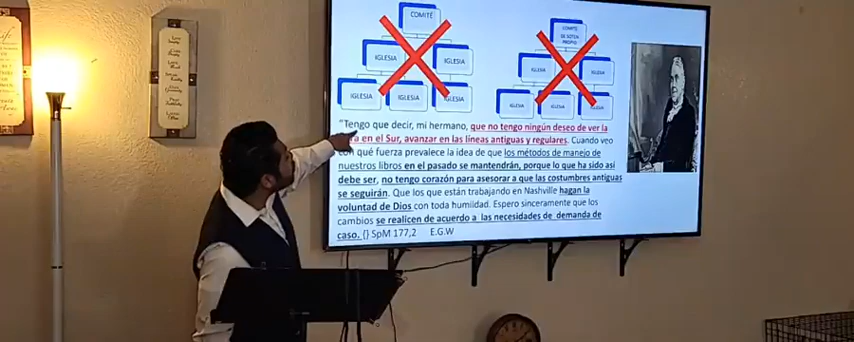 COMITÉ
IGLESIA
IGLESIA
IGLESIA
IGLESIA
IGLESIA
COMITÉ
PROPIO
IGLESIA
IGLESIA
IGLESIA
IGLESIA
IGLESIA
"Tengo que decir, mi hermano, que no tengo ningún deseo de ver la
en el Sur, avanzar en las líneas antiguas y regulares. Cuando veo
con qué fuerza prevalece la idea de que los métodos de manejo de
nuestros libros en el pasado se mantendrán, porque lo que ha sido así
debe ser, no tengo corazón para asesorar a que las costumbres antiguas
se seguirán. Que los que están trabajando en Nashville hagan la
voluntad de Dios con toda humildad. Espero sinceramente que los
cambios se realicen de acuerdo a las necesidades de demanda de
caso. {} SpM 177,2 E.G.W